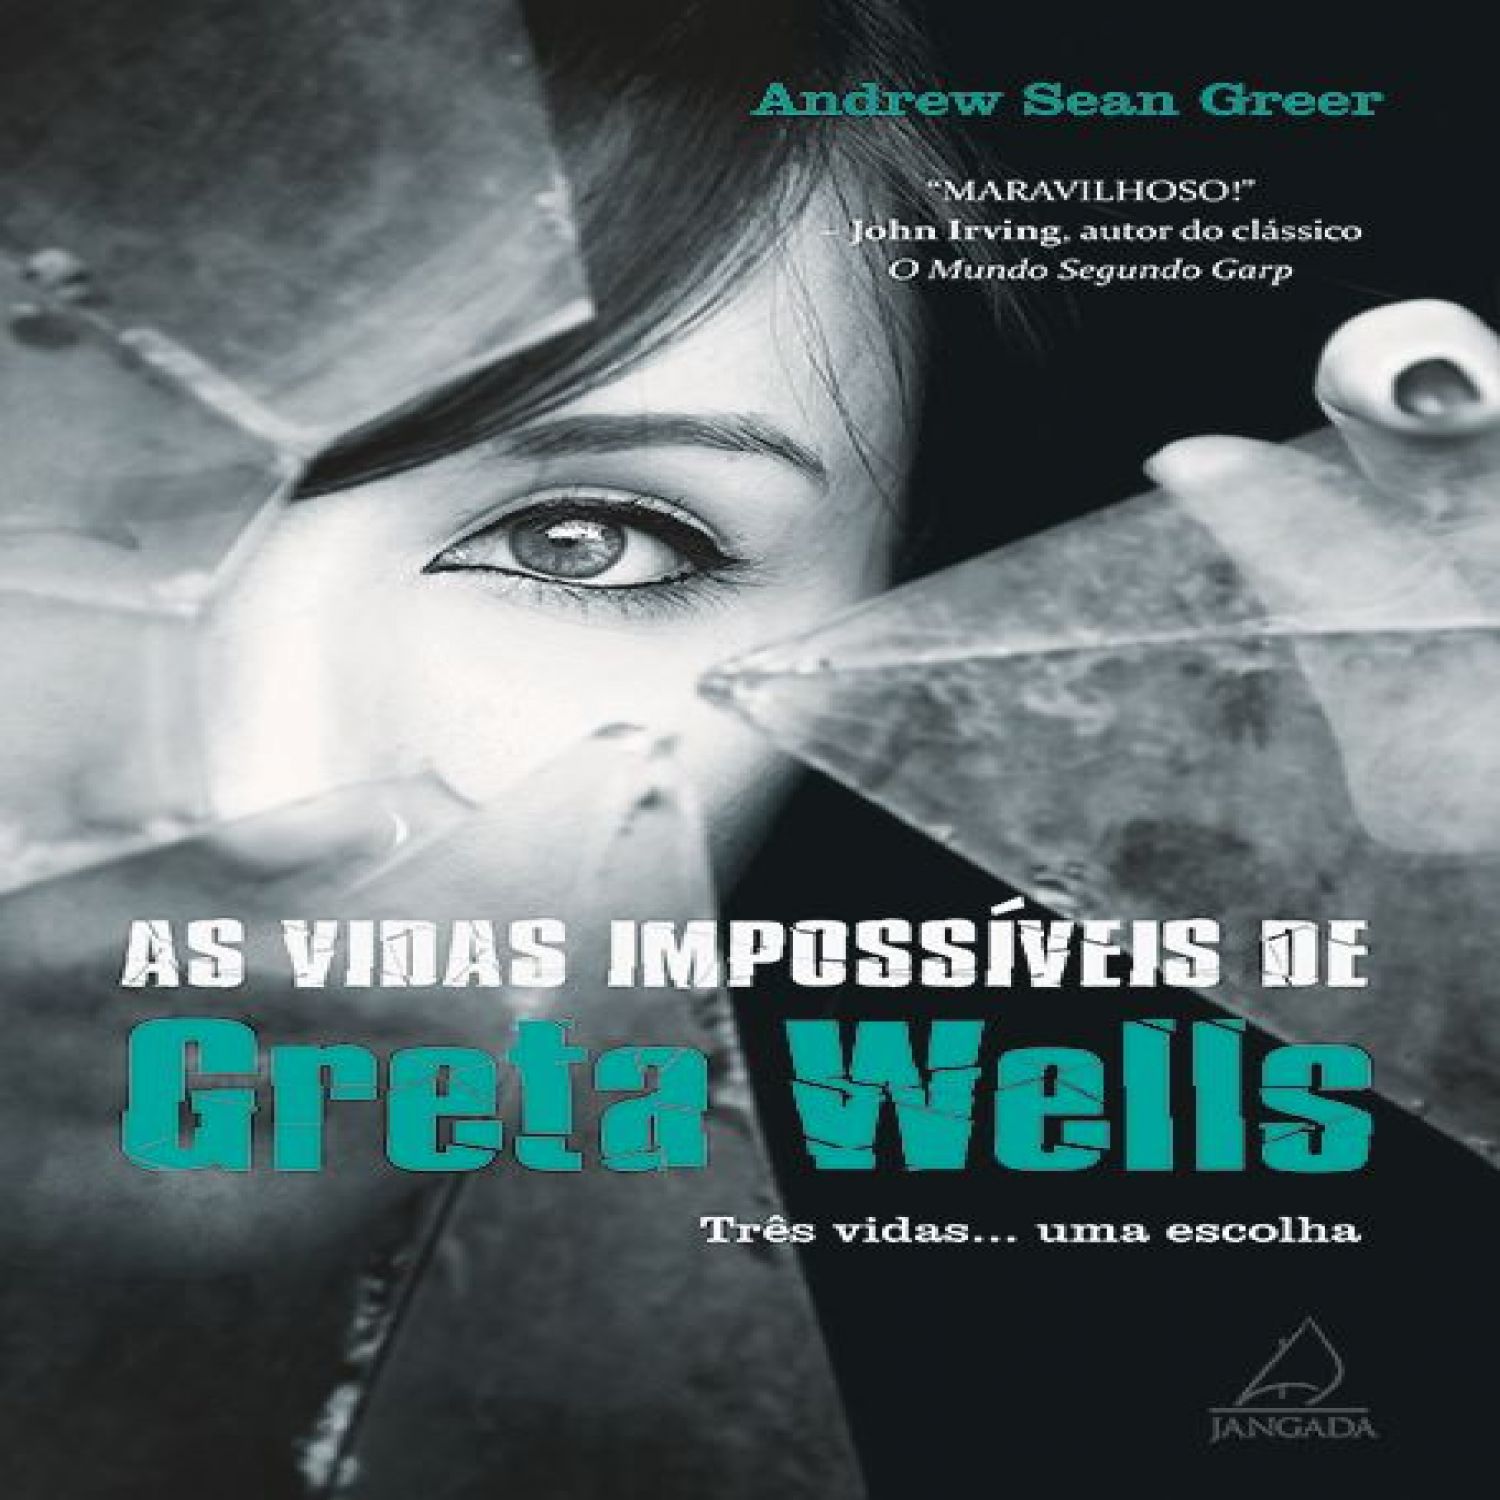 Andrew Sean Greer
“MARAVILHOSO!”
– John Irving, autor do clássico
O Mundo Segundo Garp
AS VIDAS IMPOSSÍVEIS DE
Greta Wells
Três vidas... uma escolha
JANGADA